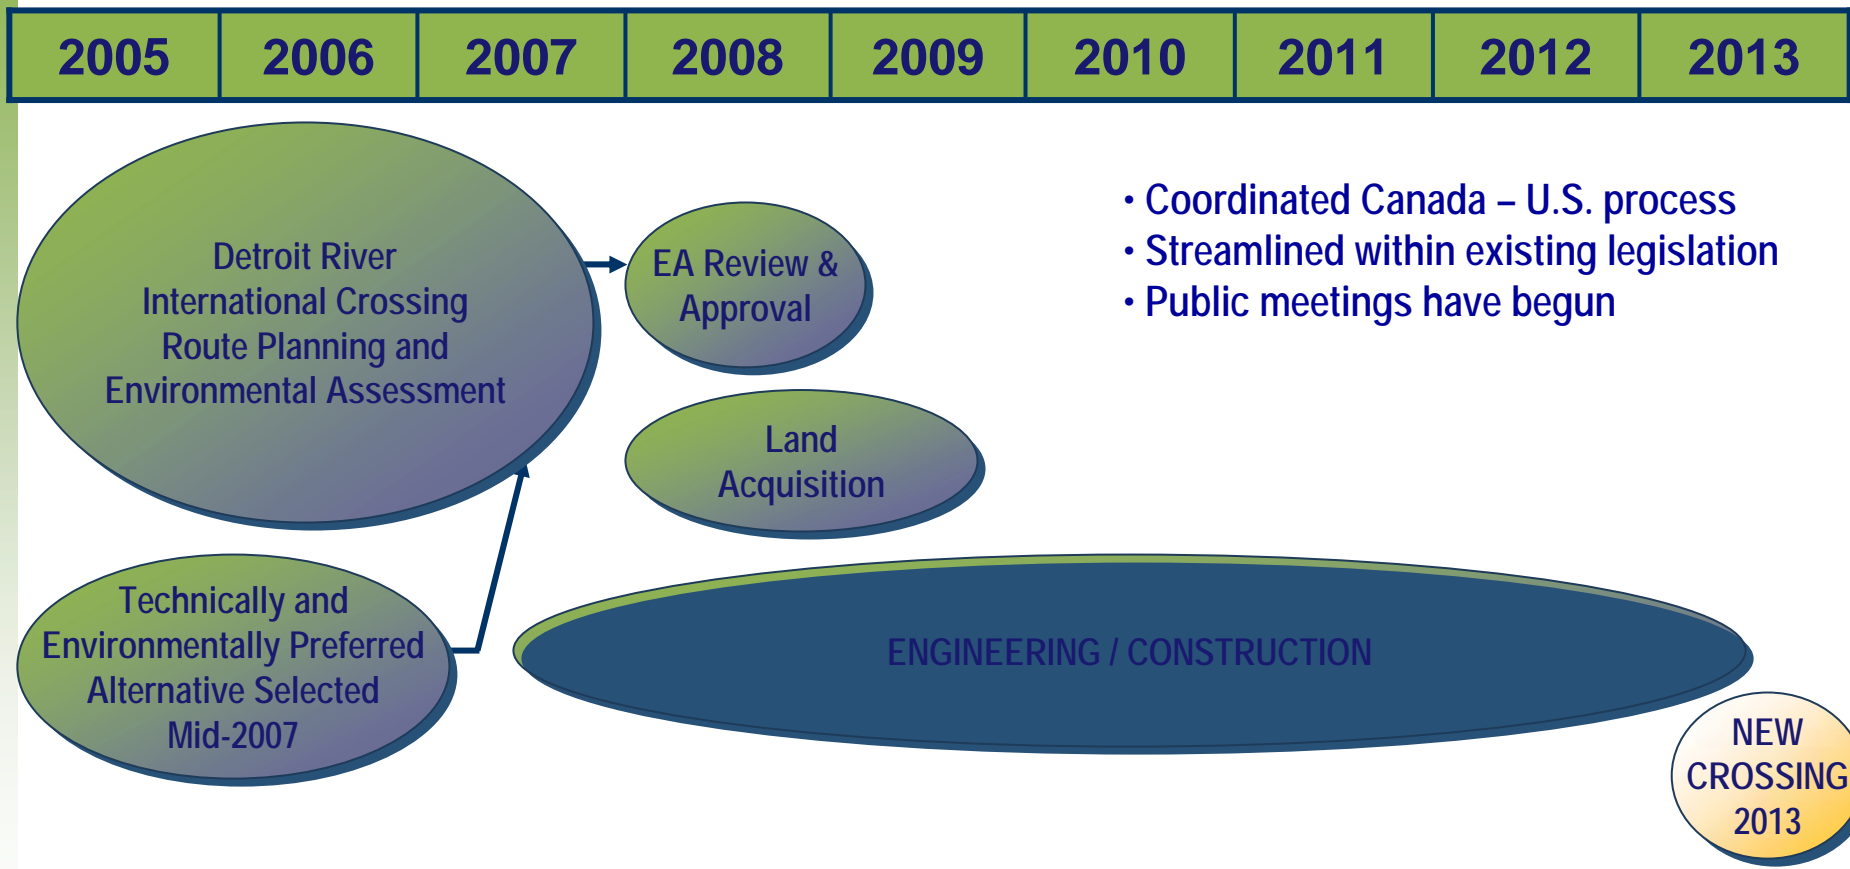 2005 2006 2007 2008 2009 2010 2011 2012 2013
Detroit River
International Crossing
Route Planning and
Environmental Assessment
EA Review &
Approval
• Coordinated Canada – U.S. process
• Streamlined within existing legislation
• Public meetings have begun
Land
Acquisition
Technically and
Environmentally Preferred
Alternative Selected
Mid-2007
ENGINEERING / CONSTRUCTION
NEW
CROSSING
2013